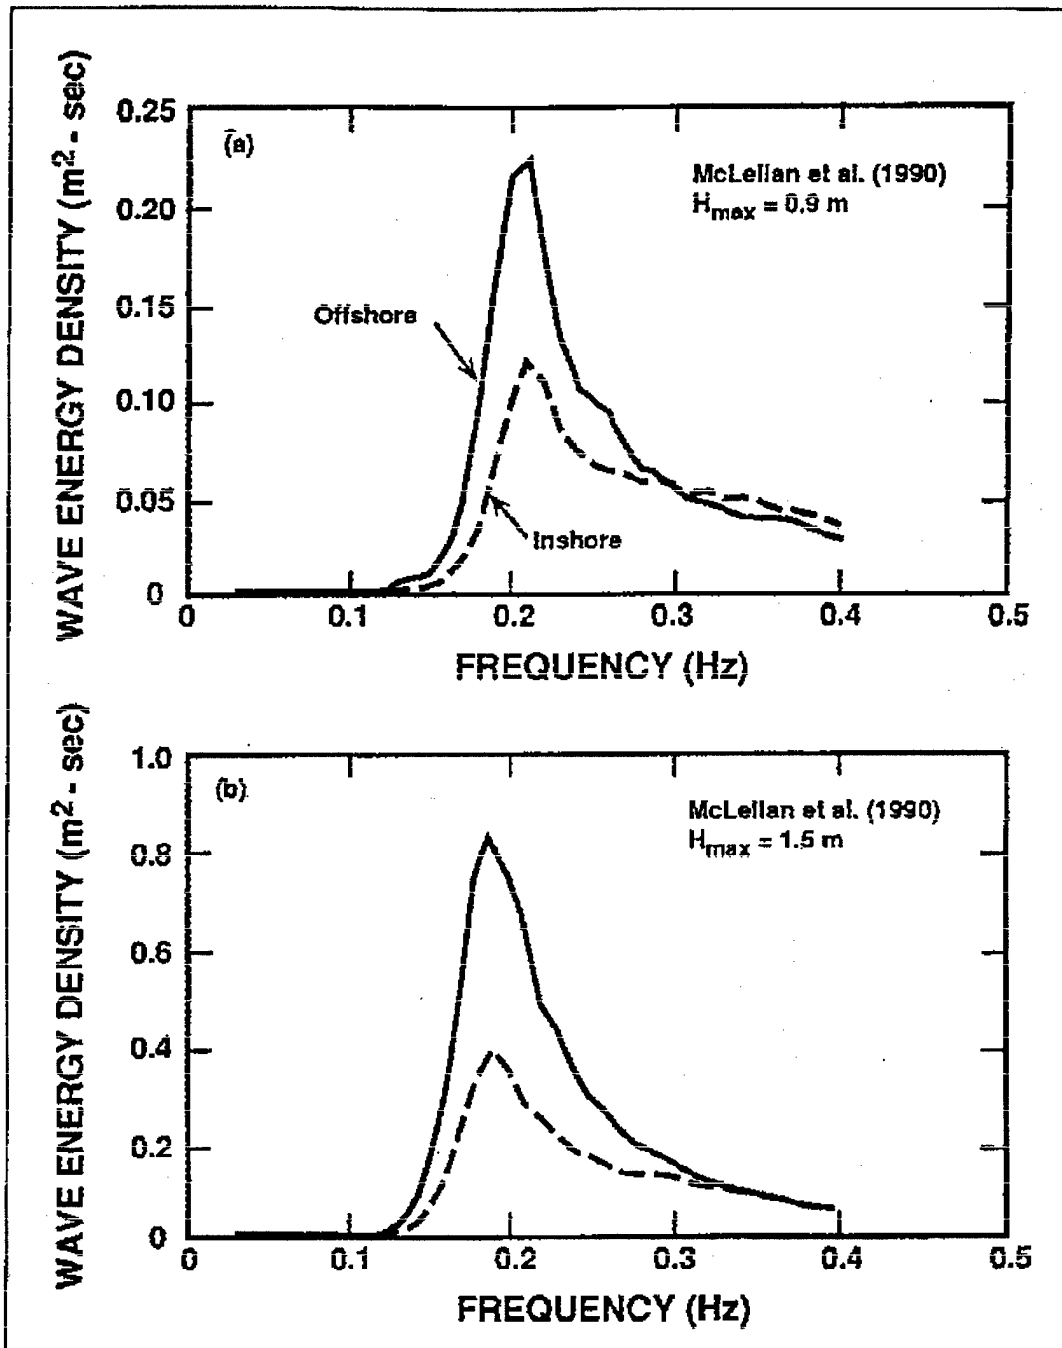 WAVE ENERGY DENSITY (m2 - sec)
0.25
0.20
0.15
0.10
0.05
0
(a)
McLellan et al. (1990)
Hmax = 0.9 m
Offshore
Inshore
0 0.1 0.2 0.3 0.4 0.5
FREQUENCY (Hz)
WAVE ENERGY DENSITY (m2 - sec)
1.0
0.8
0.6
0.4
0.2
0
(b)
McLellan et al. (1990)
Hmax = 1.5 m
0 0.1 0.2 0.3 0.4 0.5
FREQUENCY (Hz)